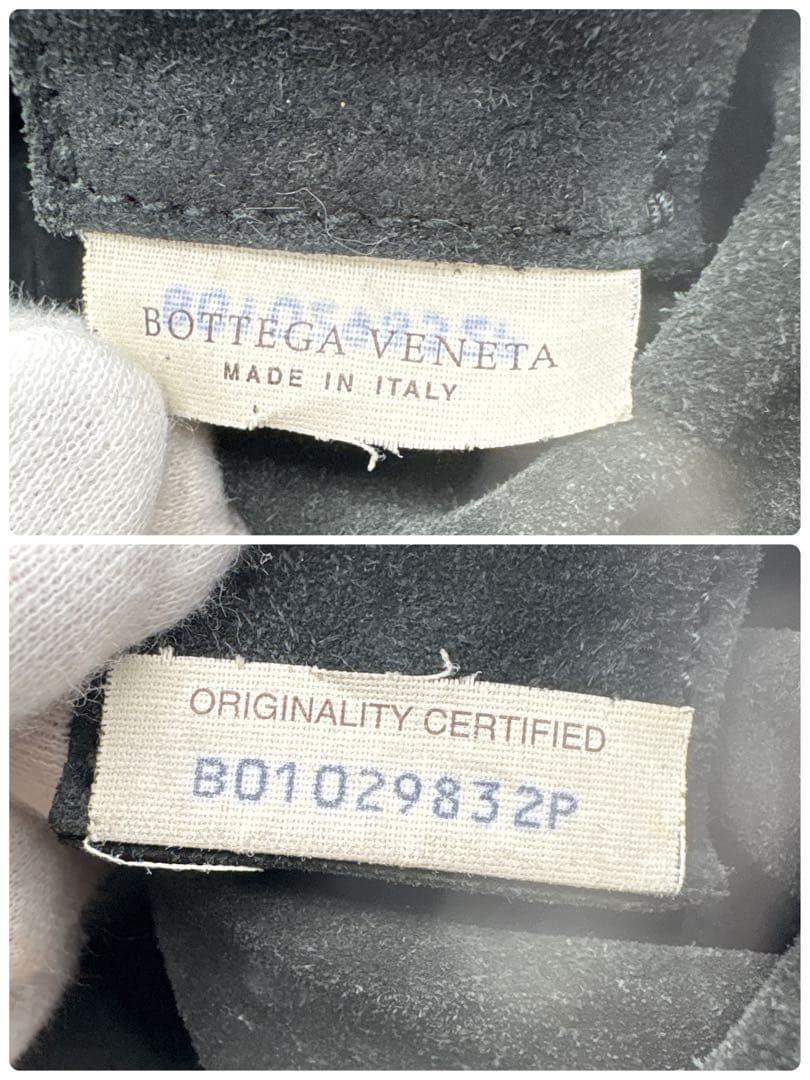 BOTTEGA VENETA
MADE IN ITALY
ORIGINALITY CERTIFIED
B01029832P